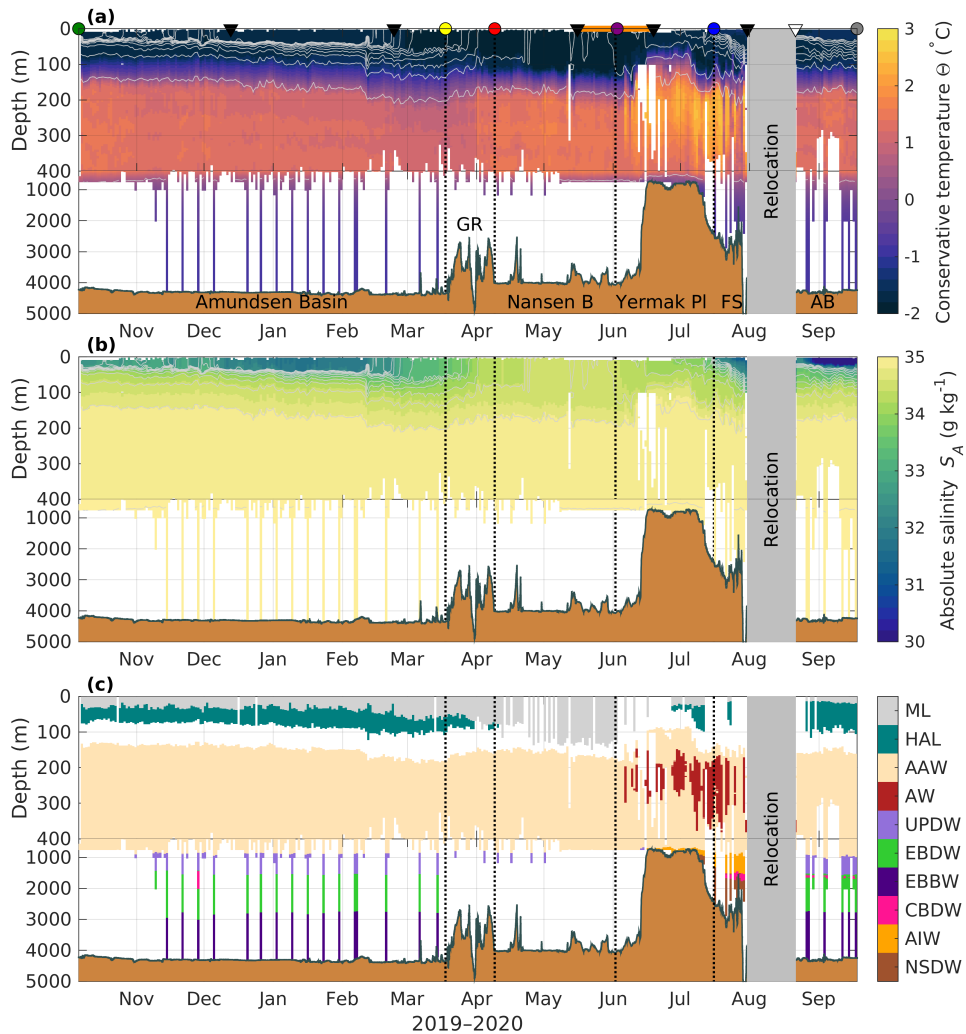 (a)
0
100
200
300
400
1000
2000
3000
4000
5000
Depth (m)
GR
Amundsen Basin
Nansen B
Yermak Pl
FS
AB
Relocation
Nov Dec Jan Feb Mar Apr May Jun Jul Aug Sep
3
2
1
0
-1
-2
Conservative temperature Θ (°C)
(b)
0
100
200
300
400
1000
2000
3000
4000
5000
Depth (m)
Relocation
Nov Dec Jan Feb Mar Apr May Jun Jul Aug Sep
35
34
33
32
31
30
Absolute salinity S_A (g kg⁻¹)
(c)
0
100
200
300
400
1000
2000
3000
4000
5000
Depth (m)
Relocation
Nov Dec Jan Feb Mar Apr May Jun Jul Aug Sep
2019–2020
ML
HAL
AAW
AW
UPDW
EBDW
EBBW
CBDW
AIW
NSDW